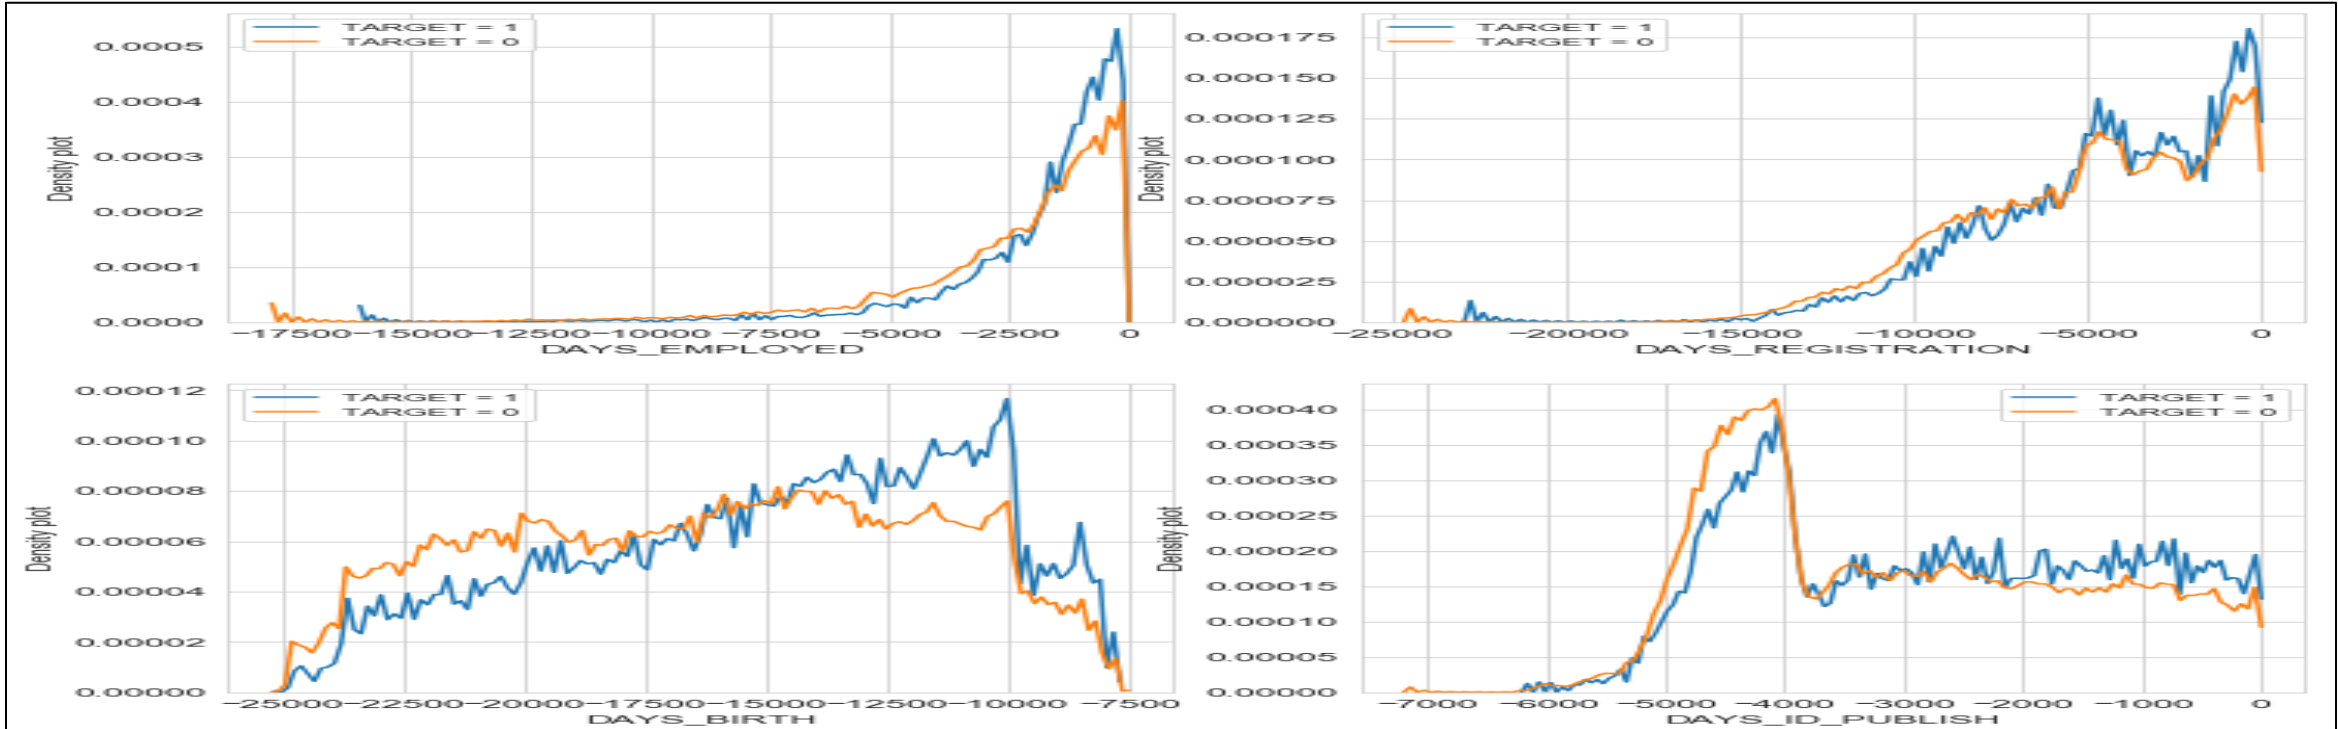 TARGET = 1
TARGET = 0
0.0005
0.0004
0.0003
0.0002
0.0001
0.0000
Density plot
−17500 −15000 −12500 −10000 −7500 −5000 −2500 0
DAYS_EMPLOYED
TARGET = 1
TARGET = 0
0.000175
0.000150
0.000125
0.000100
0.000075
0.000050
0.000025
0.000000
Density plot
−25000 −20000 −15000 −10000 −5000 0
DAYS_REGISTRATION
TARGET = 1
TARGET = 0
0.00012
0.00010
0.00008
0.00006
0.00004
0.00002
0.00000
Density plot
−25000 −22500 −20000 −17500 −15000 −12500 −10000 −7500
DAYS_BIRTH
TARGET = 1
TARGET = 0
0.00040
0.00035
0.00030
0.00025
0.00020
0.00015
0.00010
0.00005
0.00000
Density plot
−7000 −6000 −5000 −4000 −3000 −2000 −1000 0
DAYS_ID_PUBLISH